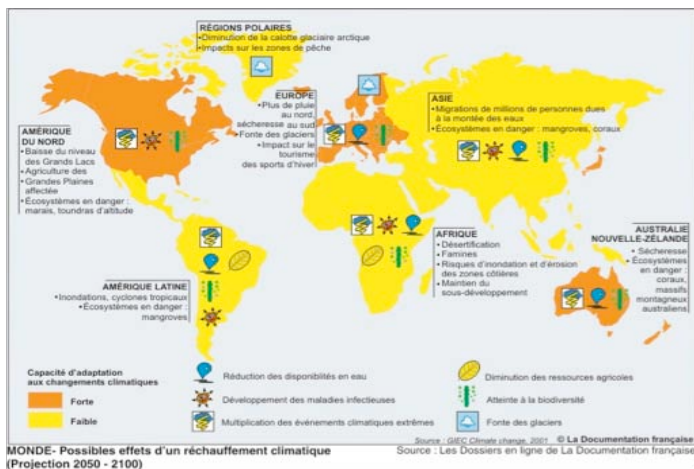 RÉGIONS POLAIRES
•Diminution de la calotte glaciaire arctique
•Impacts sur les zones de pêche
EUROPE
•Plus de pluie
au nord,
sécheresse au sud
•Fonte des glaciers
•Impact sur le
tourisme
des sports d'hiver
ASIE
•Migrations de millions de personnes dues
à la montée des eaux
•Écosystèmes en danger : mangroves, coraux
AMÉRIQUE
DU NORD
•Baisse du niveau
des Grands Lacs
•Agriculture des
Grandes Plaines
affectée
•Écosystèmes en danger :
marais, toundras d'altitude
AMÉRIQUE LATINE
•Inondations, cyclones tropicaux
•Écosystèmes en danger :
mangroves
AFRIQUE
•Désertification
•Famines
•Risques d'inondation et d'érosion
des zones côtières
•Maintien du
sous-développement
AUSTRALIE
NOUVELLE-ZÉLANDE
•Sécheresse
•Écosystèmes
en danger :
coraux,
massifs
montagneux
australiens
Capacité d'adaptation
aux changements climatiques
Forte
Faible
Réduction des disponibilités en eau
Développement des maladies infectieuses
Multiplication des événements climatiques extrêmes
Diminution des ressources agricoles
Atteinte à la biodiversité
Fonte des glaciers
Source : GIEC Climate change, 2001 © La Documentation française
MONDE- Possibles effets d'un réchauffement climatique
(Projection 2050 - 2100)
Source : Les Dossiers en ligne de La Documentation française